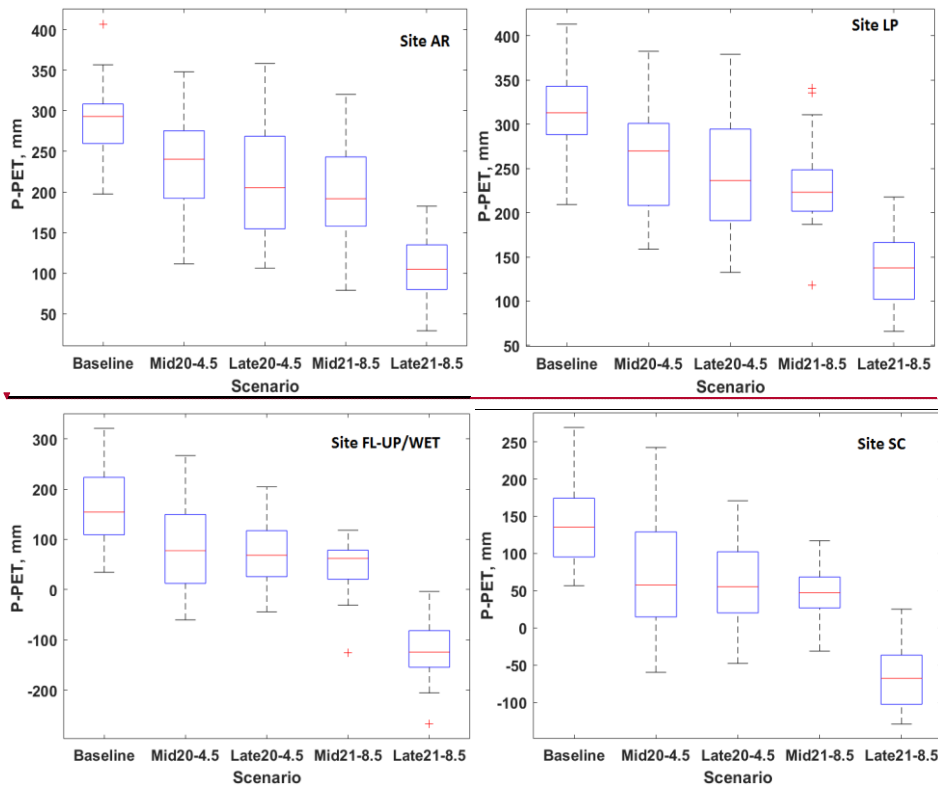 Site AR
400
350
300
250
200
150
100
50
P-PET, mm
Baseline Mid20-4.5 Late20-4.5 Mid21-8.5 Late21-8.5
Scenario
Site LP
400
350
300
250
200
150
100
50
P-PET, mm
Baseline Mid20-4.5 Late20-4.5 Mid21-8.5 Late21-8.5
Scenario
Site FL-UP/WET
300
200
100
0
-100
-200
P-PET, mm
Baseline Mid20-4.5 Late20-4.5 Mid21-8.5 Late21-8.5
Scenario
Site SC
250
200
150
100
50
0
-50
-100
P-PET, mm
Baseline Mid20-4.5 Late20-4.5 Mid21-8.5 Late21-8.5
Scenario